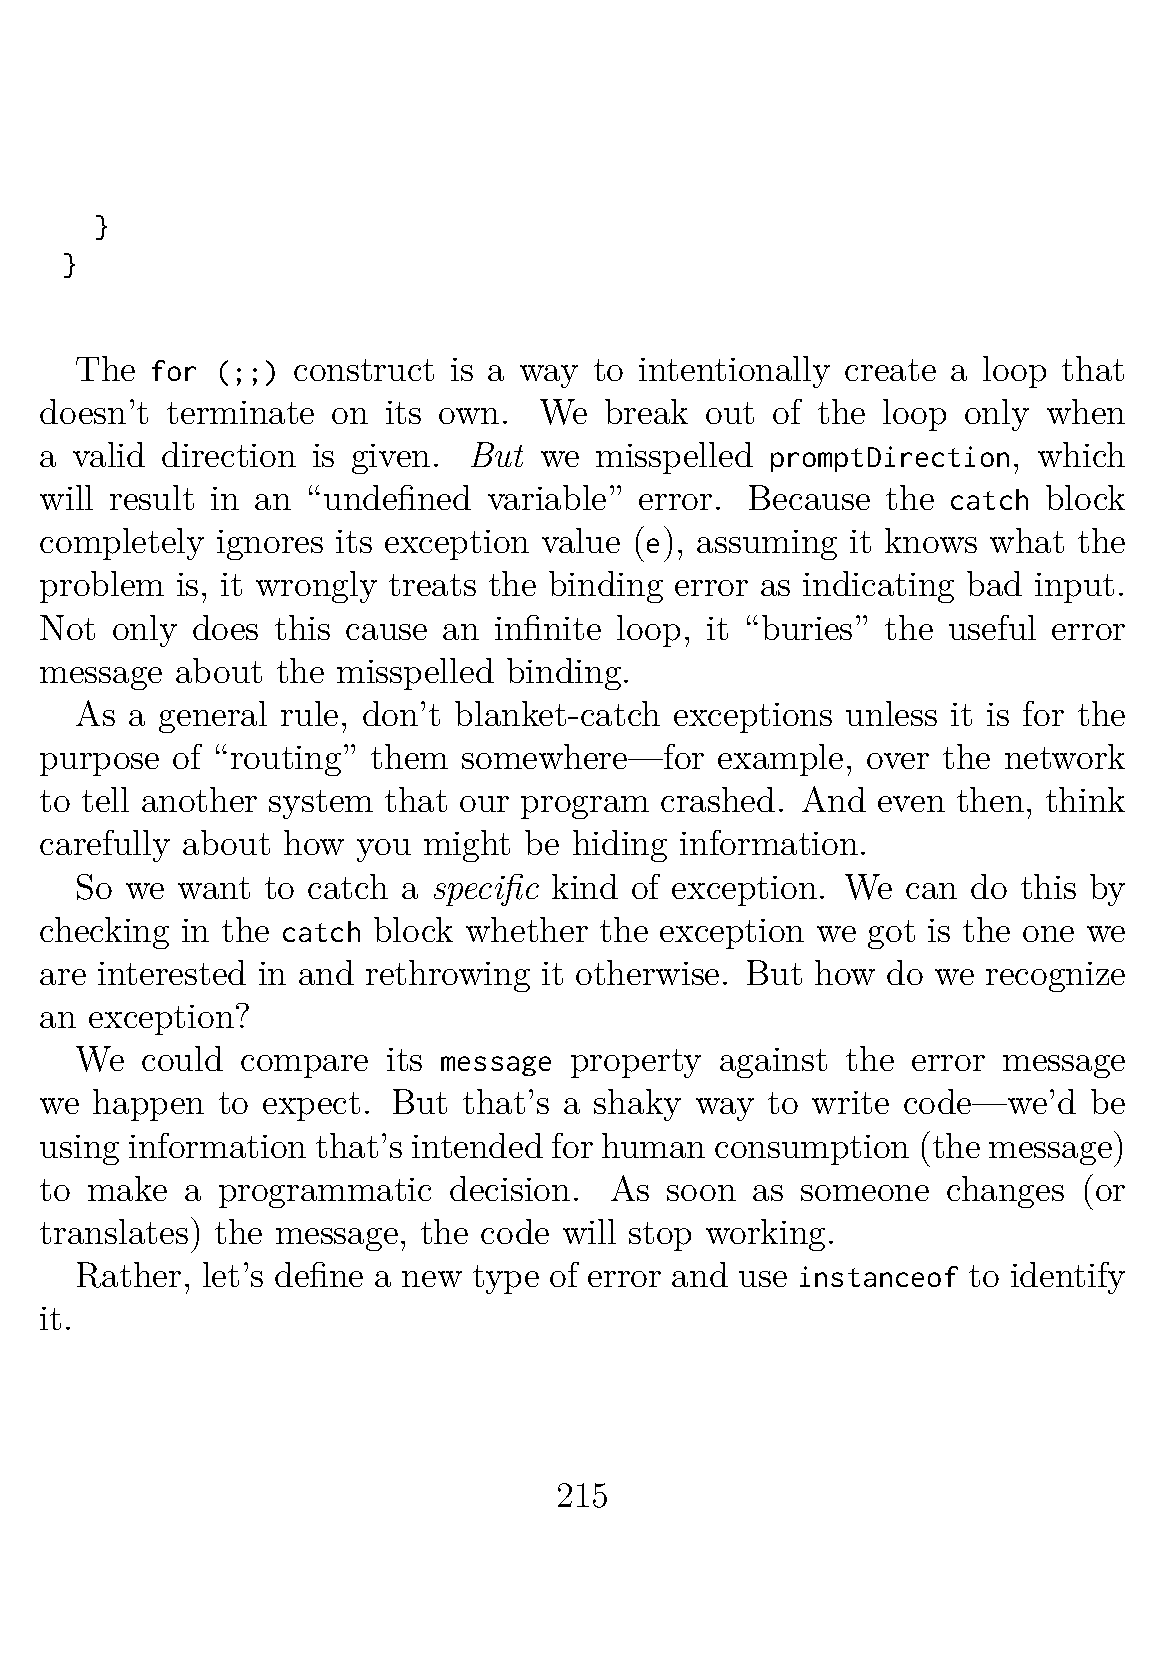 }
}
The for (;;) construct is a way to intentionally create a loop that
doesn’t terminate on its own. We break out of the loop only when
a valid direction is given. But we misspelled promptDirection, which
will result in an “undefined variable” error. Because the catch block
completely ignores its exception value (e), assuming it knows what the
problem is, it wrongly treats the binding error as indicating bad input.
Not only does this cause an infinite loop, it “buries” the useful error
message about the misspelled binding.
As a general rule, don’t blanket-catch exceptions unless it is for the
purpose of “routing” them somewhere—for example, over the network
to tell another system that our program crashed. And even then, think
carefully about how you might be hiding information.
So we want to catch a specific kind of exception. We can do this by
checking in the catch block whether the exception we got is the one we
are interested in and rethrowing it otherwise. But how do we recognize
an exception?
We could compare its message property against the error message
we happen to expect. But that’s a shaky way to write code—we’d be
using information that’s intended for human consumption (the message)
to make a programmatic decision. As soon as someone changes (or
translates) the message, the code will stop working.
Rather, let’s define a new type of error and use instanceof to identify
it.
215